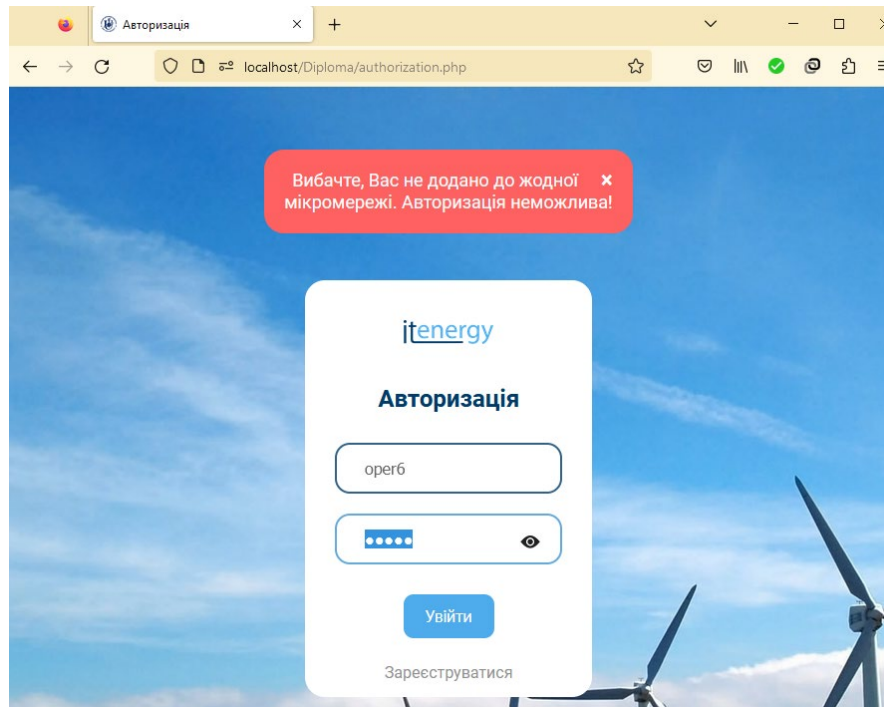 Авторизація
localhost/Diploma/authorization.php
Вибачте, Вас не додано до жодної
мікромережі. Авторизація неможлива!
itenergy
Авторизація
oper6
Увійти
Зареєструватися